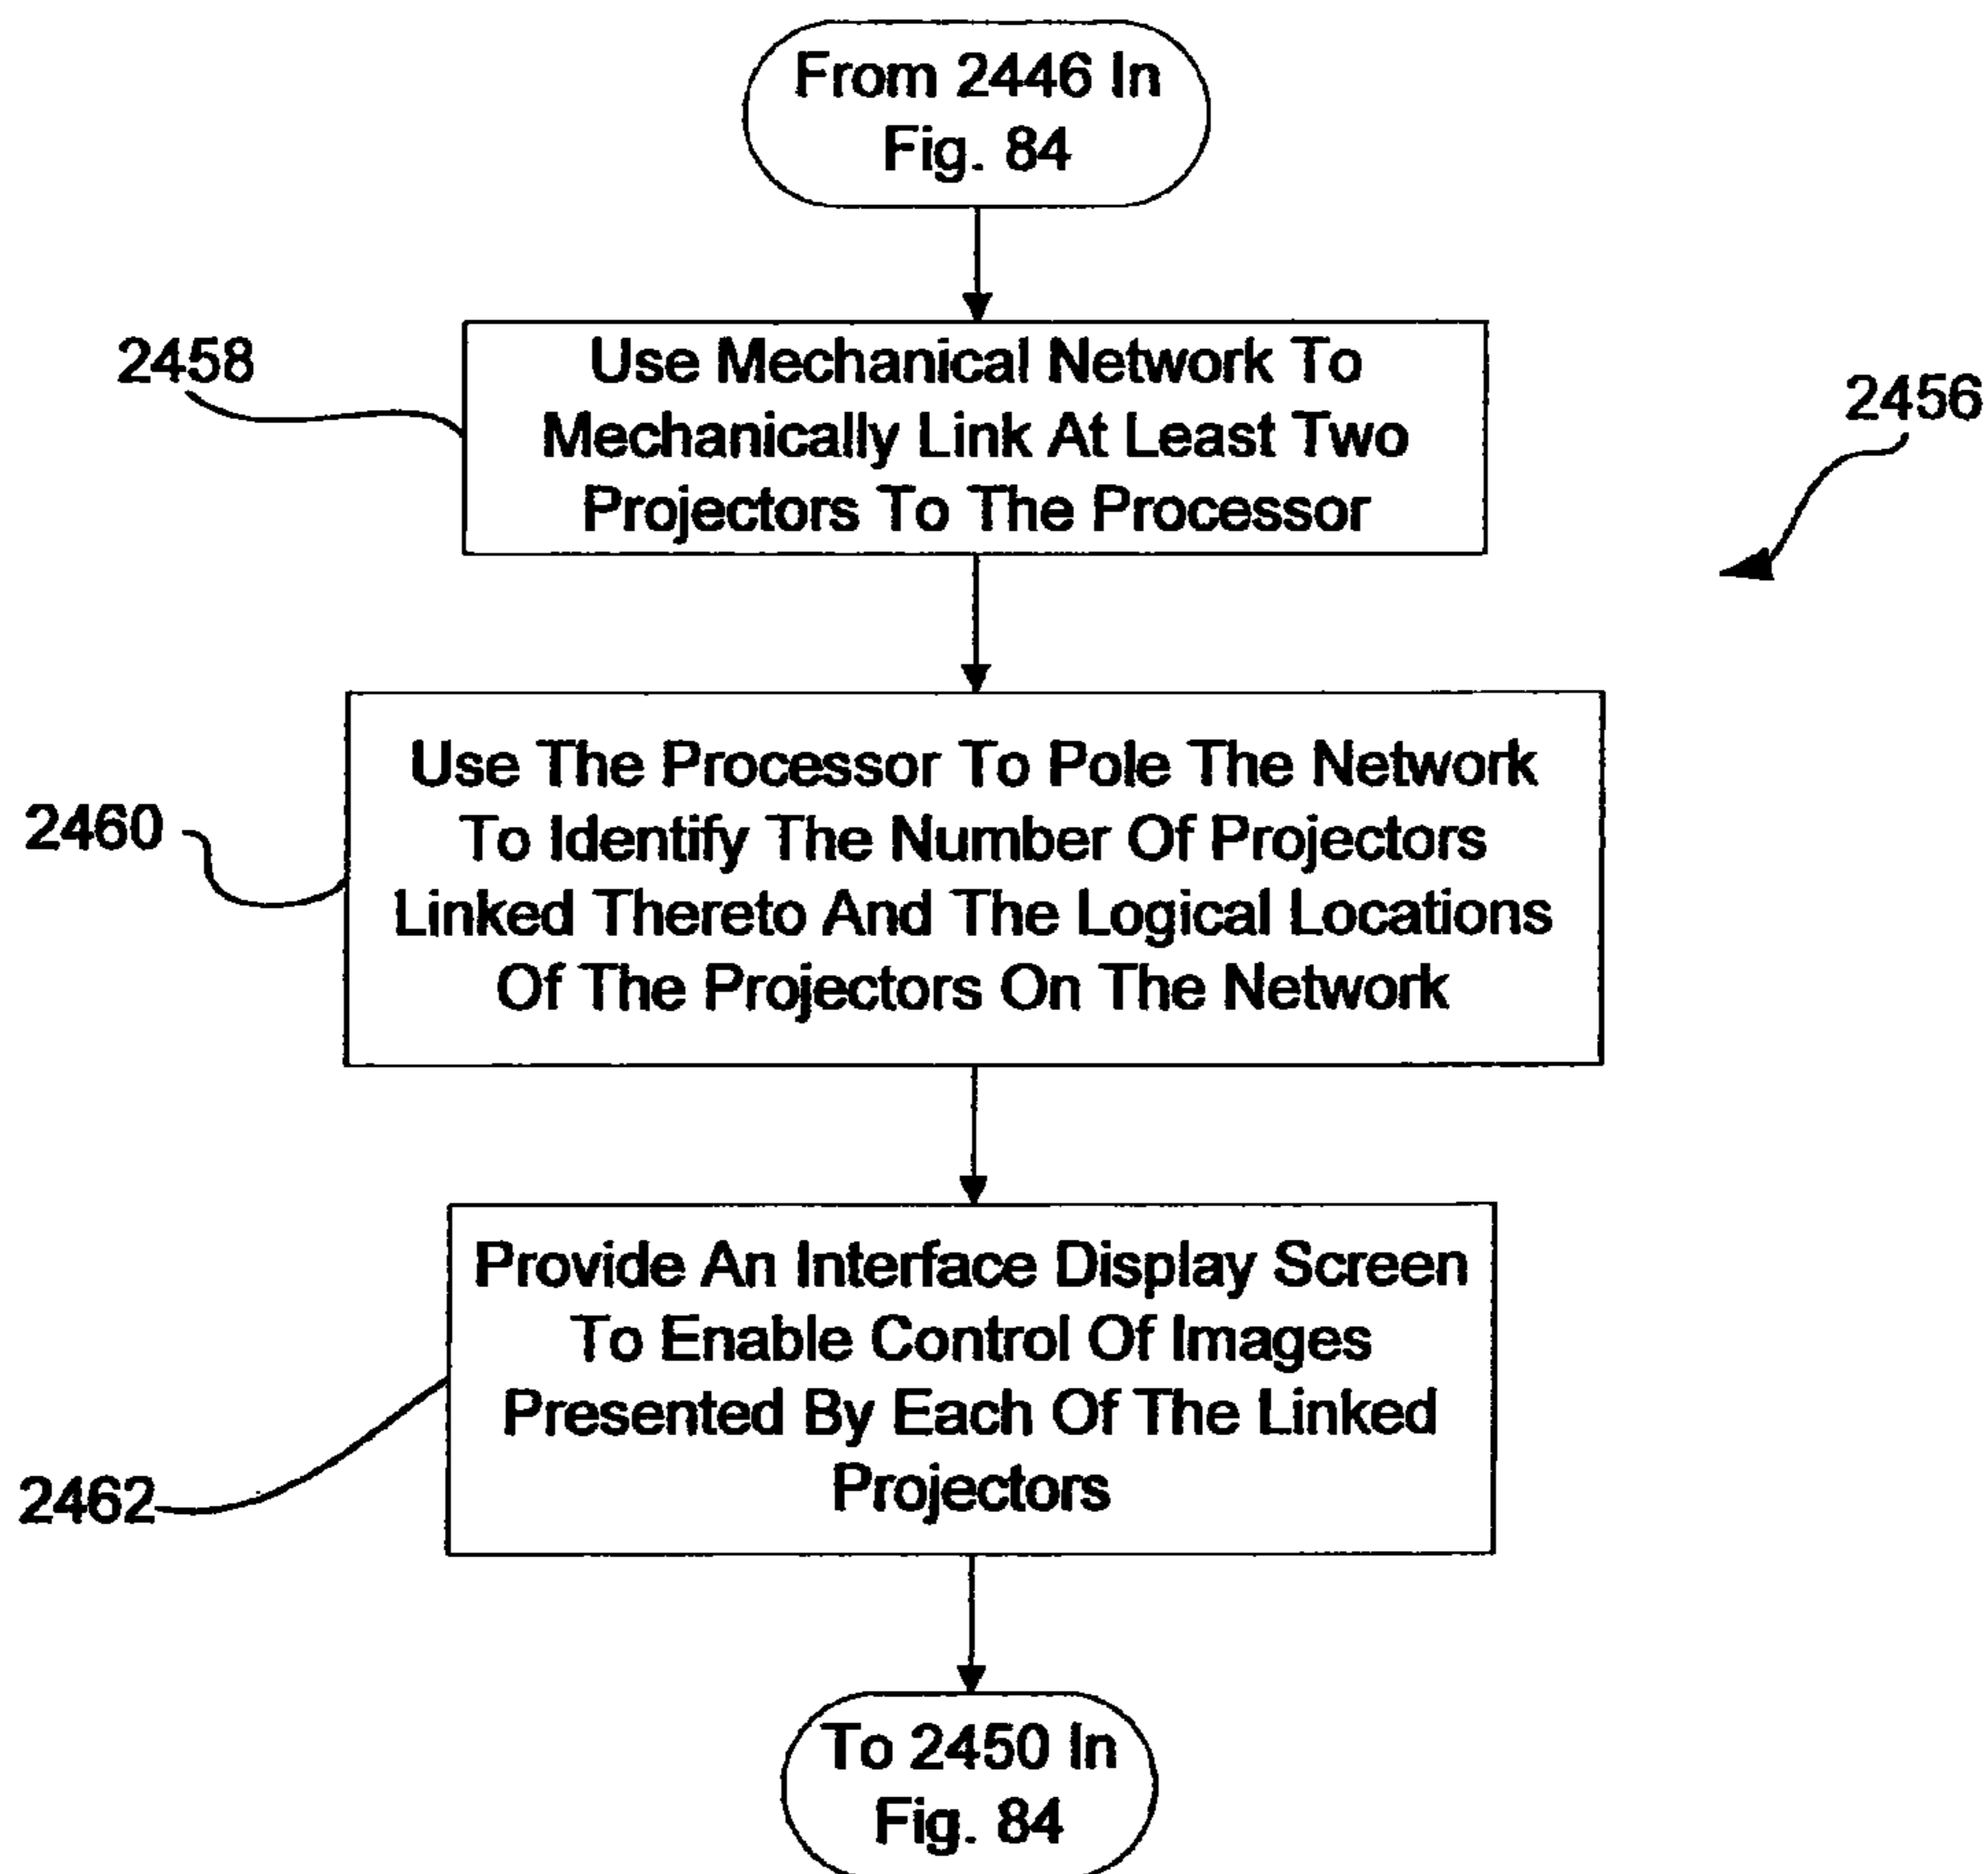 From 2446 In
Fig. 84
2458
Use Mechanical Network To
Mechanically Link At Least Two
Projectors To The Processor
2456
2460
Use The Processor To Pole The Network
To Identify The Number Of Projectors
Linked Thereto And The Logical Locations
Of The Projectors On The Network
2462
Provide An Interface Display Screen
To Enable Control Of Images
Presented By Each Of The Linked
Projectors
To 2450 In
Fig. 84